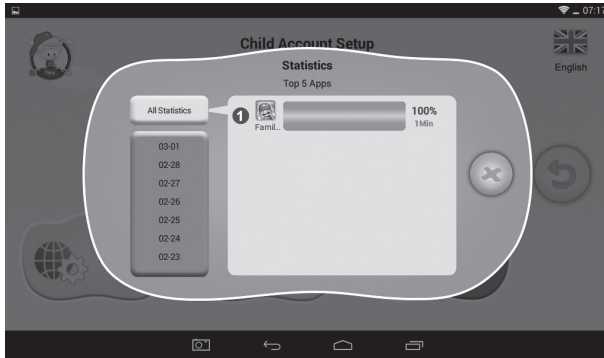 07:17
Child Account Setup
English
Statistics
Top 5 Apps
All Statistics
1
100%
1Min
Famil...
03-01
02-28
02-27
02-26
02-25
02-24
02-23